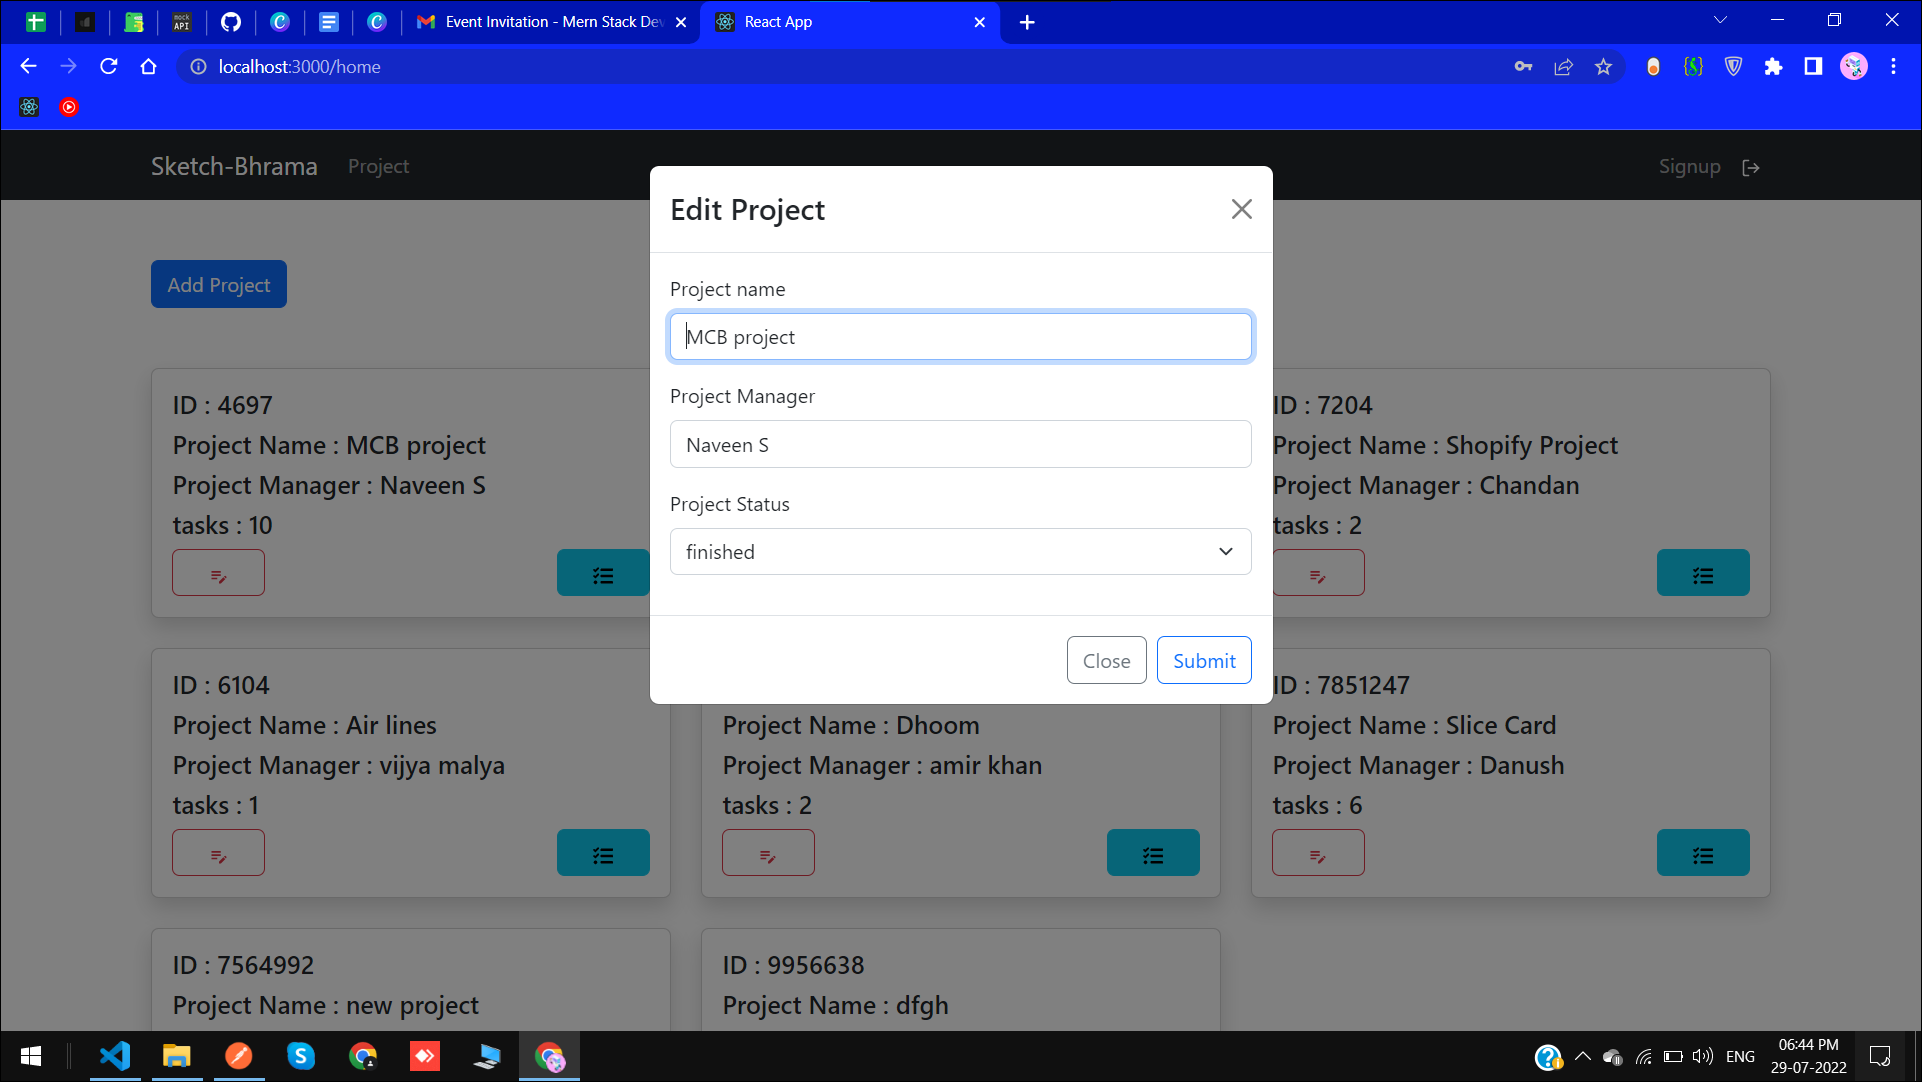 mock
API
Event Invitation - Mern Stack Dev
React App
localhost:3000/home
Sketch-Bhrama
Project
Signup
Edit Project
Add Project
Project name
MCB project
Project Manager
Naveen S
Project Status
finished
Close
Submit
ID : 4697
Project Name : MCB project
Project Manager : Naveen S
tasks : 10
ID : 7204
Project Name : Shopify Project
Project Manager : Chandan
tasks : 2
ID : 6104
Project Name : Air lines
Project Manager : vijya malya
tasks : 1
Project Name : Dhoom
Project Manager : amir khan
tasks : 2
ID : 7851247
Project Name : Slice Card
Project Manager : Danush
tasks : 6
ID : 7564992
Project Name : new project
ID : 9956638
Project Name : dfgh
ENG
06:44 PM
29-07-2022